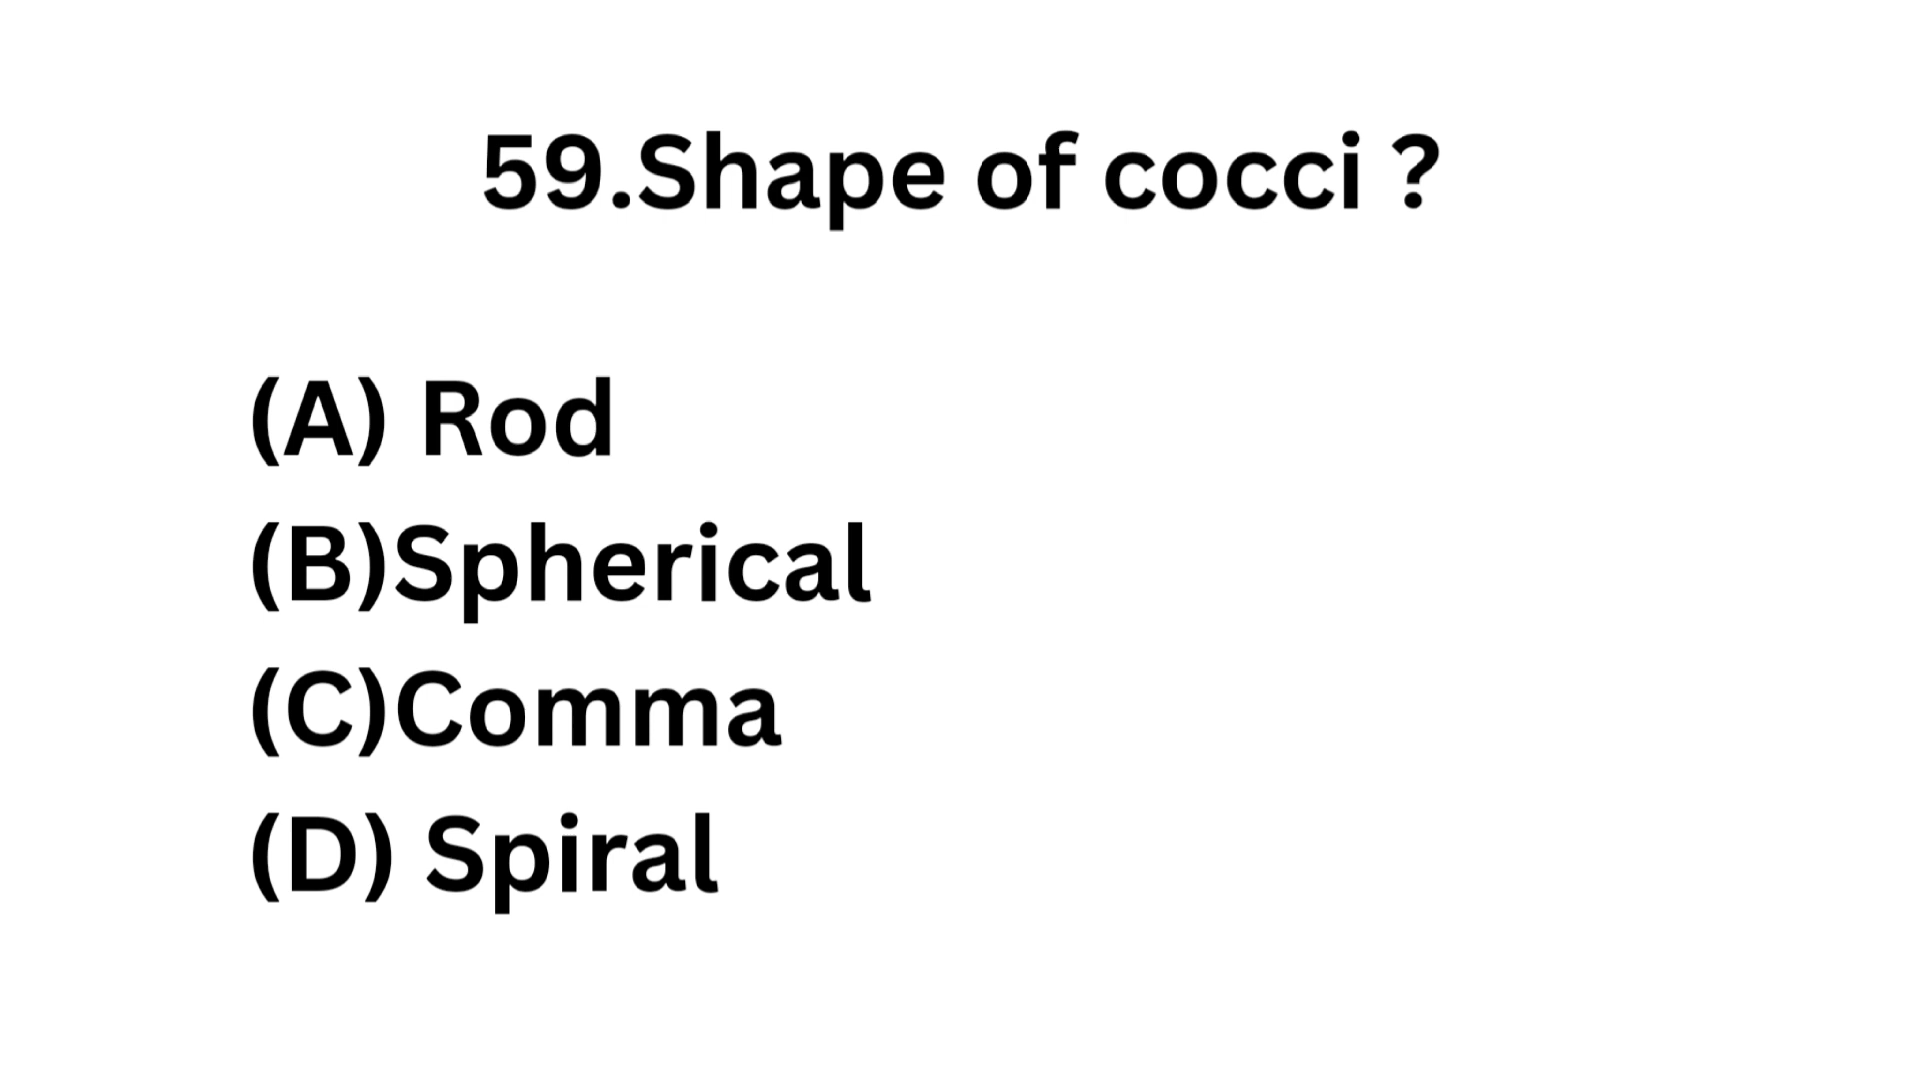 59.Shape of cocci ?
(A) Rod
(B)Spherical
(C)Comma
(D) Spiral